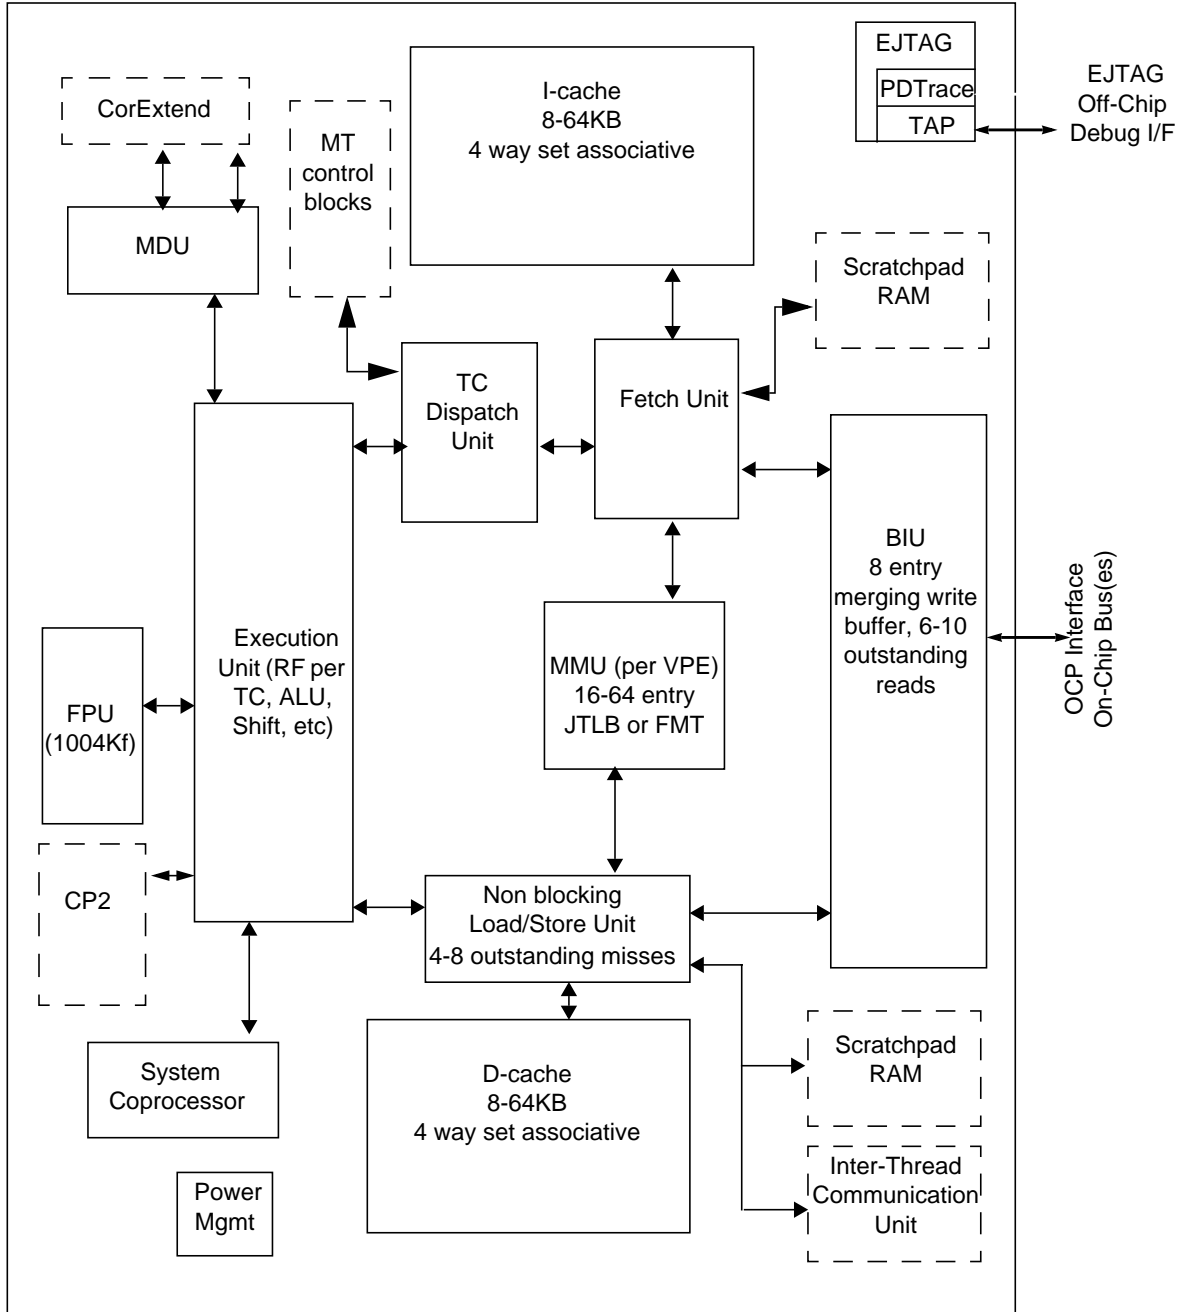 EJTAG
PDTrace
TAP
EJTAG
Off-Chip
Debug I/F
CorExtend
MT
control
blocks
I-cache
8-64KB
4 way set associative
MDU
Scratchpad
RAM
TC
Dispatch
Unit
Fetch Unit
BIU
8 entry
merging write
buffer, 6-10
outstanding
reads
OCP Interface
On-Chip Bus(es)
Execution
Unit (RF per
TC, ALU,
Shift, etc)
MMU (per VPE)
16-64 entry
JTLB or FMT
FPU
(1004Kf)
CP2
Non blocking
Load/Store Unit
4-8 outstanding misses
System
Coprocessor
D-cache
8-64KB
4 way set associative
Scratchpad
RAM
Inter-Thread
Communication
Unit
Power
Mgmt